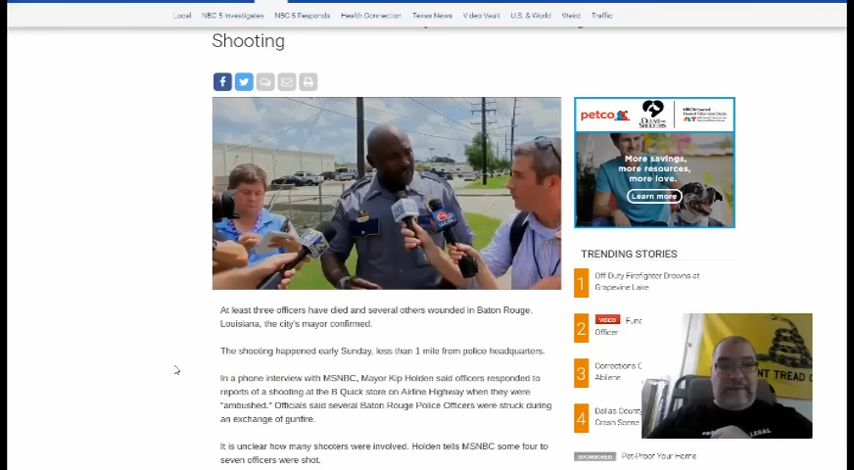 Local NBC 5 Investigates NBC 5 Responds Health Connection Texas News Video Vault U.S. & World Weird Traffic
Shooting
petco
More savings,
more resources,
more love.
Learn more
At least three officers have died and several others wounded in Baton Rouge,
Louisiana, the city's mayor confirmed.
The shooting happened early Sunday, less than 1 mile from police headquarters.
In a phone interview with MSNBC, Mayor Kip Holden said officers responded to
reports of a shooting at the B Quick store on Airline Highway when they were
"ambushed." Officials said several Baton Rouge Police Officers were struck during
an exchange of gunfire.
It is unclear how many shooters were involved. Holden tells MSNBC some four to
seven officers were shot.
TRENDING STORIES
1 Off Duty Firefighter Drowns at
Grapevine Lake
2 VIDEO
Officer
3 Corrections
Abilene
4 Dallas County
Crash Scene
SPONSORED Pet-Proof Your Home
NT TREAD
LEGAL